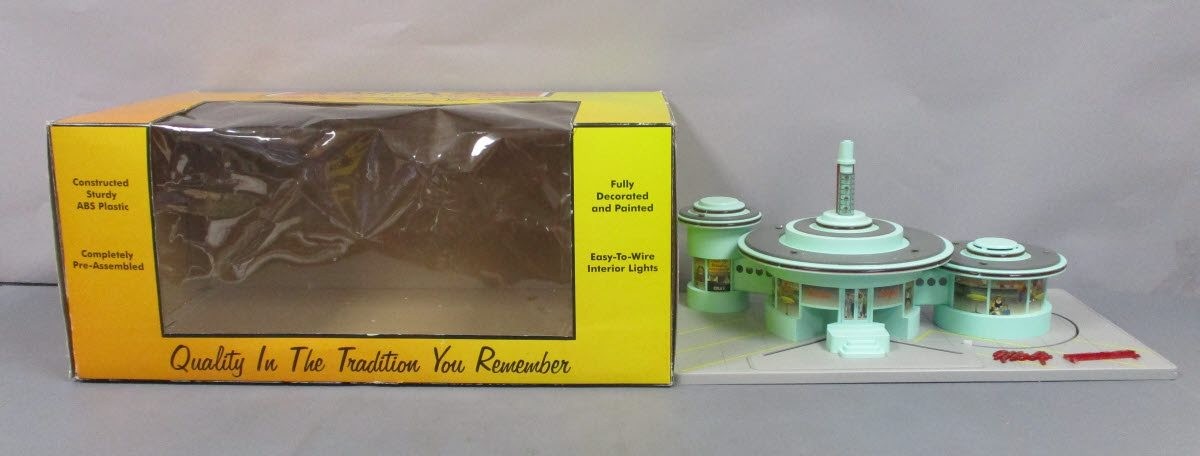 Constructed
Sturdy
ABS Plastic
Completely
Pre-Assembled
Fully
Decorated
and Painted
Easy-To-Wire
Interior Lights
Quality In The Tradition You Remember